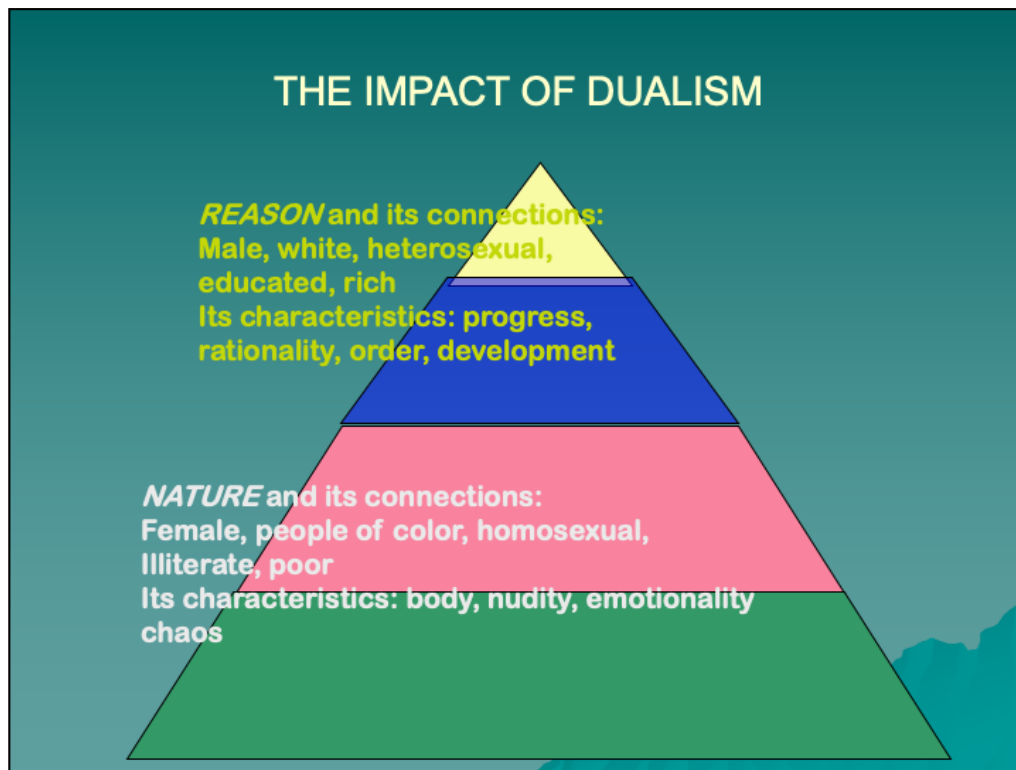 THE IMPACT OF DUALISM
REASON and its connections:
Male, white, heterosexual,
educated, rich
Its characteristics: progress,
rationality, order, development
NATURE and its connections:
Female, people of color, homosexual,
Illiterate, poor
Its characteristics: body, nudity, emotionality
chaos